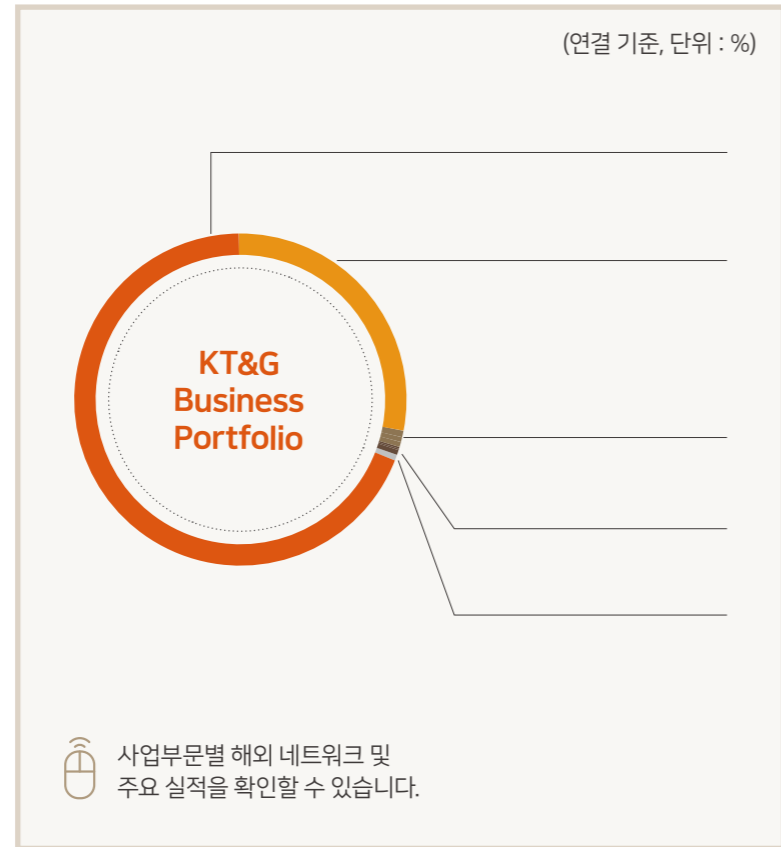 (연결 기준, 단위 : %)
KT&G
Business
Portfolio
사업부문별 해외 네트워크 및
주요 실적을 확인할 수 있습니다.